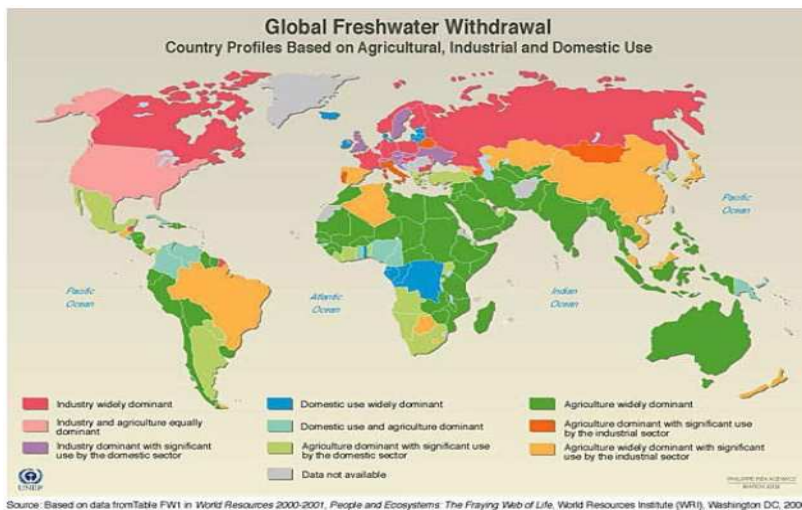 Global Freshwater Withdrawal
Country Profiles Based on Agricultural, Industrial and Domestic Use
Pacific
Ocean
Pacific
Ocean
Atlantic
Ocean
Indian
Ocean
Industry widely dominant
Industry and agriculture equally
dominant
Industry dominant with significant
use by the domestic sector
Domestic use widely dominant
Domestic use and agriculture dominant
Agriculture dominant with significant use
by the domestic sector
Data not available
Agriculture widely dominant
Agriculture dominant with significant use
by the industrial sector
Agriculture widely dominant with significant
use by the industrial sector
UNEP
Source: Based on data fromTable FW1 in World Resources 2000-2001, People and Ecosystems: The Fraying Web of Life, World Resources Institute (WRI), Washington DC,